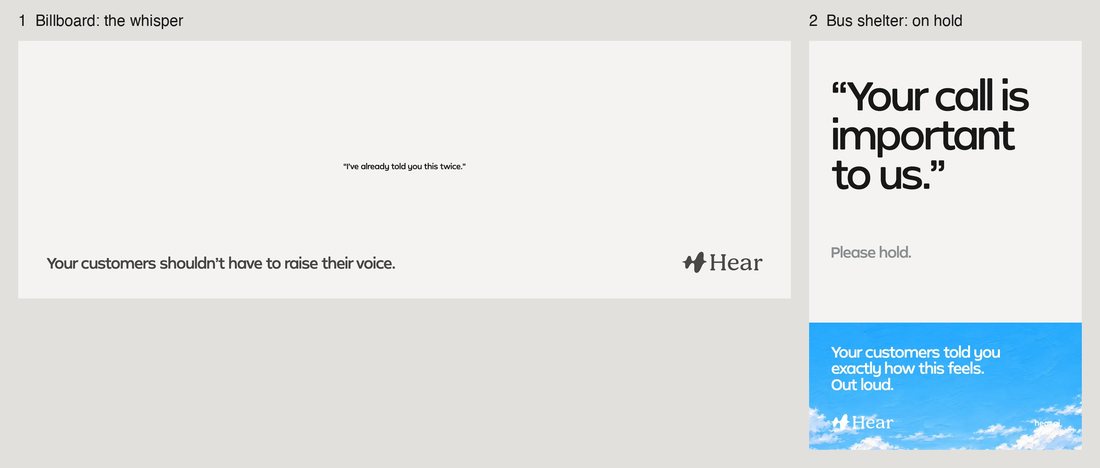 1 Billboard: the whisper
“I’ve already told you this twice.”
Your customers shouldn’t have to raise their voice.
Hear
2 Bus shelter: on hold
“Your call is
important
to us.”
Please hold.
Your customers told you
exactly how this feels.
Out loud.
Hear